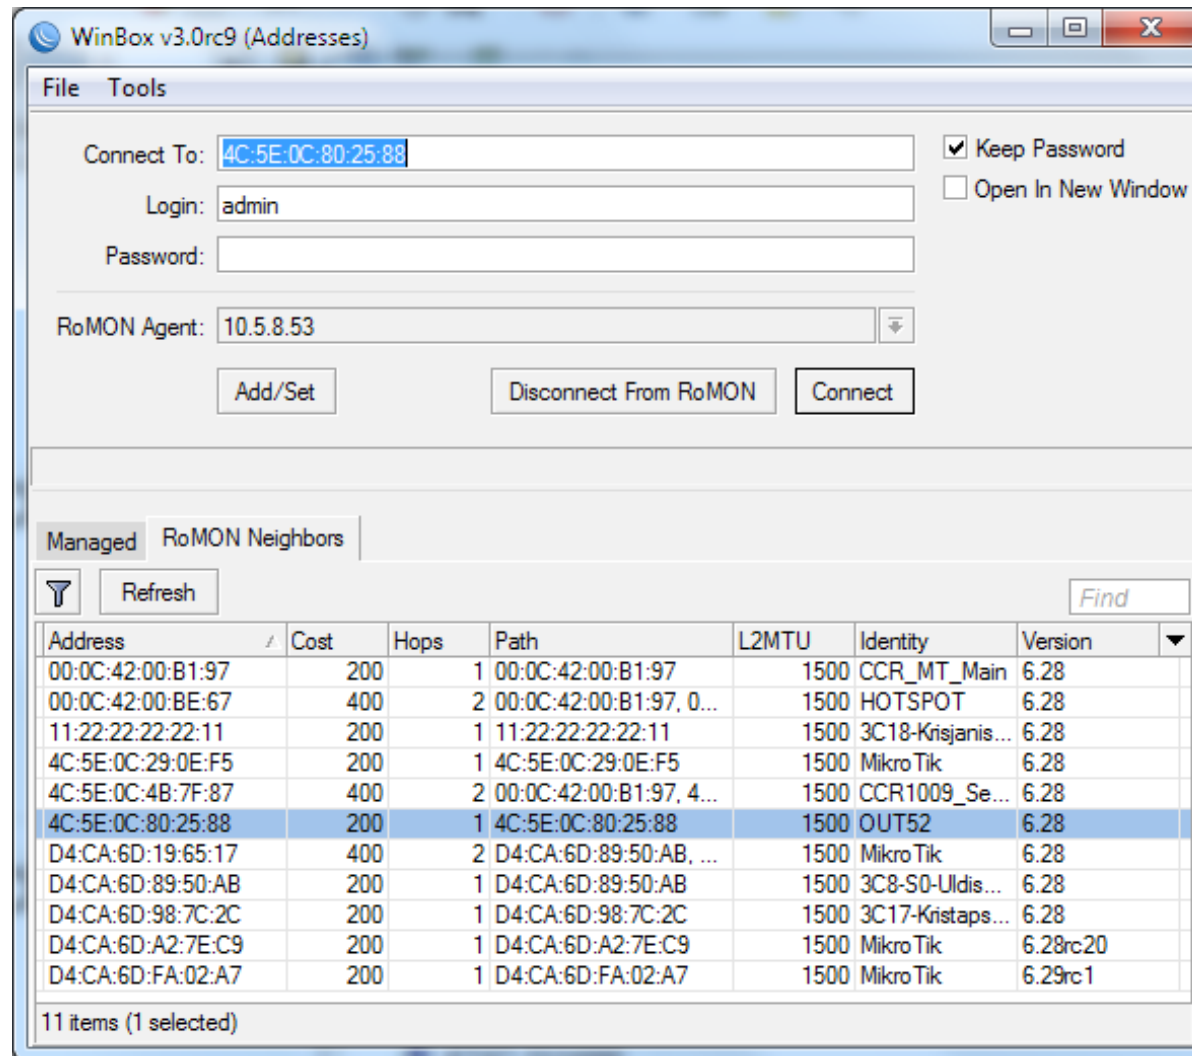 WinBox v3.0rc9 (Addresses)
File Tools
Connect To: 4C:5E:0C:80:25:88
Keep Password
Open In New Window
Login: admin
Password:
RoMON Agent: 10.5.8.53
Add/Set Disconnect From RoMON Connect
Managed RoMON Neighbors
Refresh Find
Address Cost Hops Path L2MTU Identity Version
00:0C:42:00:B1:97 200 1 00:0C:42:00:B1:97 1500 CCR_MT_Main 6.28
00:0C:42:00:BE:67 400 2 00:0C:42:00:B1:97, 0... 1500 HOTSPOT 6.28
11:22:22:22:22:11 200 1 11:22:22:22:22:11 1500 3C18-Krisjanis... 6.28
4C:5E:0C:29:0E:F5 200 1 4C:5E:0C:29:0E:F5 1500 MikroTik 6.28
4C:5E:0C:4B:7F:87 400 2 00:0C:42:00:B1:97, 4... 1500 CCR1009_Se... 6.28
4C:5E:0C:80:25:88 200 1 4C:5E:0C:80:25:88 1500 OUT52 6.28
D4:CA:6D:19:65:17 400 2 D4:CA:6D:89:50:AB, ... 1500 MikroTik 6.28
D4:CA:6D:89:50:AB 200 1 D4:CA:6D:89:50:AB 1500 3C8-S0-Uldis... 6.28
D4:CA:6D:98:7C:2C 200 1 D4:CA:6D:98:7C:2C 1500 3C17-Kristaps... 6.28
D4:CA:6D:A2:7E:C9 200 1 D4:CA:6D:A2:7E:C9 1500 MikroTik 6.28rc20
D4:CA:6D:FA:02:A7 200 1 D4:CA:6D:FA:02:A7 1500 MikroTik 6.29rc1
11 items (1 selected)